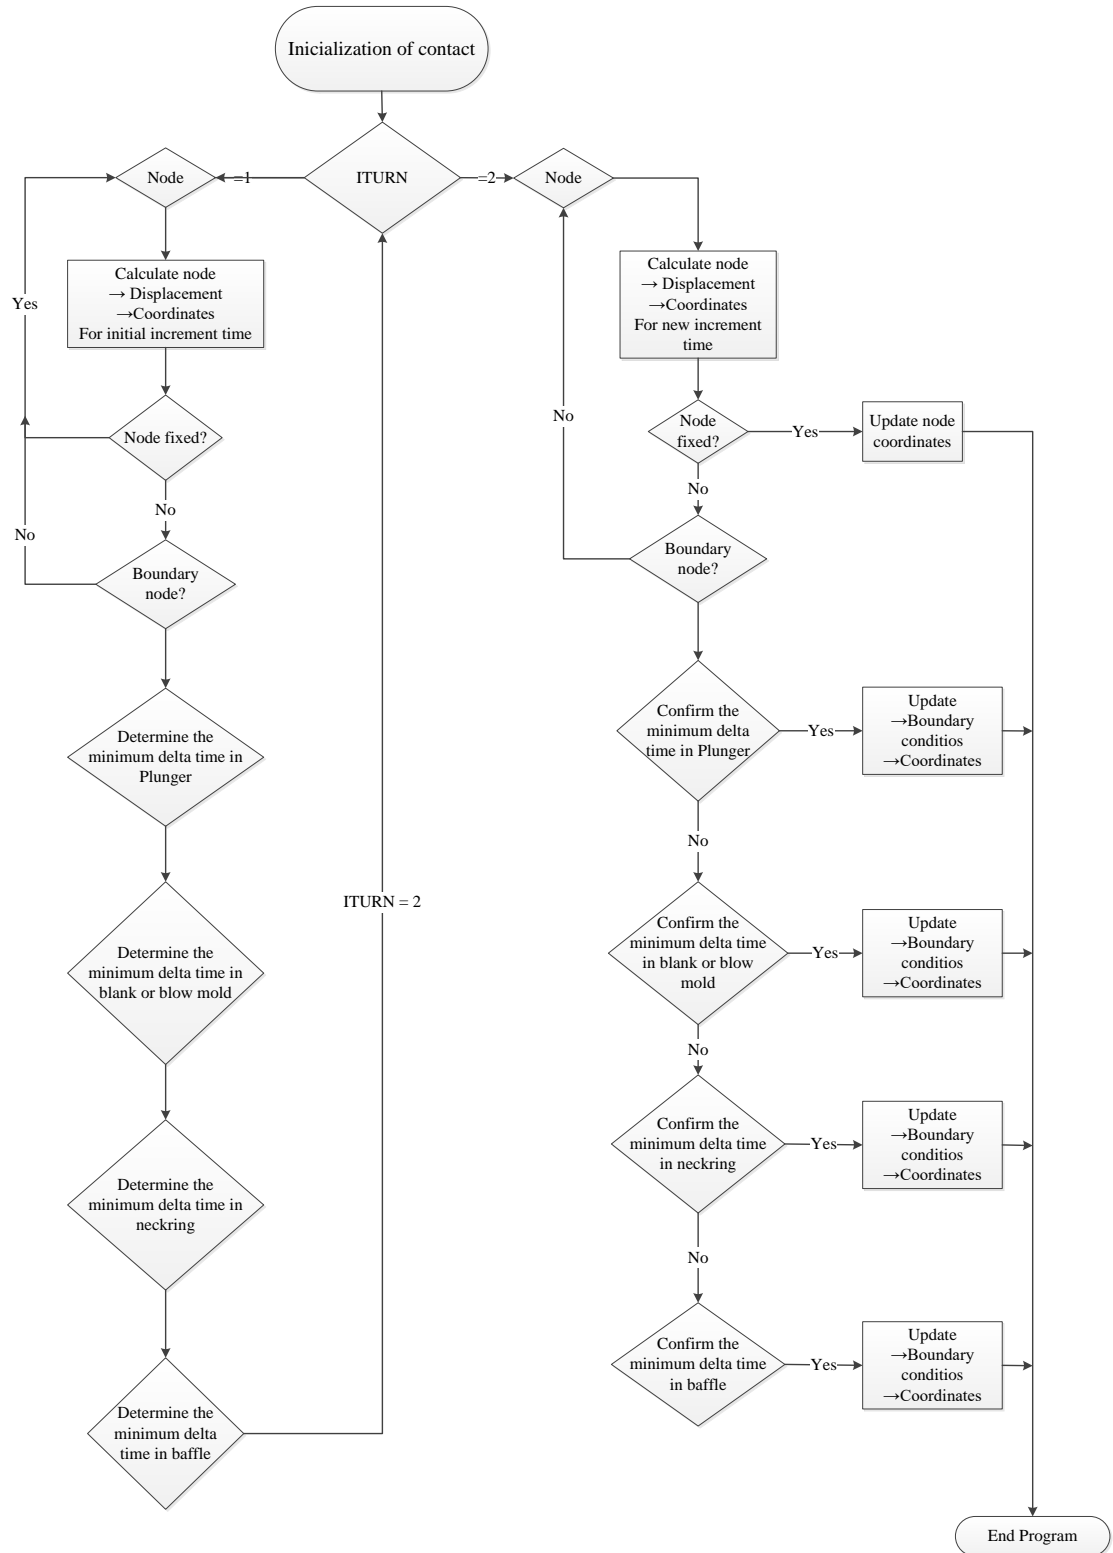 Inicialization of contact
ITURN
=1
Node
Calculate node
→ Displacement
→Coordinates
For initial increment time
Yes
Node fixed?
No
No
Boundary
node?
Determine the
minimum delta time in
Plunger
Determine the
minimum delta time in
blank or blow mold
Determine the
minimum delta time in
neckring
Determine the
minimum delta
time in baffle
ITURN = 2
=2
Node
Calculate node
→ Displacement
→Coordinates
For new increment
time
No
Node
fixed?
Yes
Update node
coordinates
No
Boundary
node?
Confirm the
minimum delta
time in Plunger
Yes
Update
→Boundary
conditios
→Coordinates
No
Confirm the
minimum delta time
in blank or blow
mold
Yes
Update
→Boundary
conditios
→Coordinates
No
Confirm the
minimum delta time
in neckring
Yes
Update
→Boundary
conditios
→Coordinates
No
Confirm the
minimum delta time
in baffle
Yes
Update
→Boundary
conditios
→Coordinates
End Program